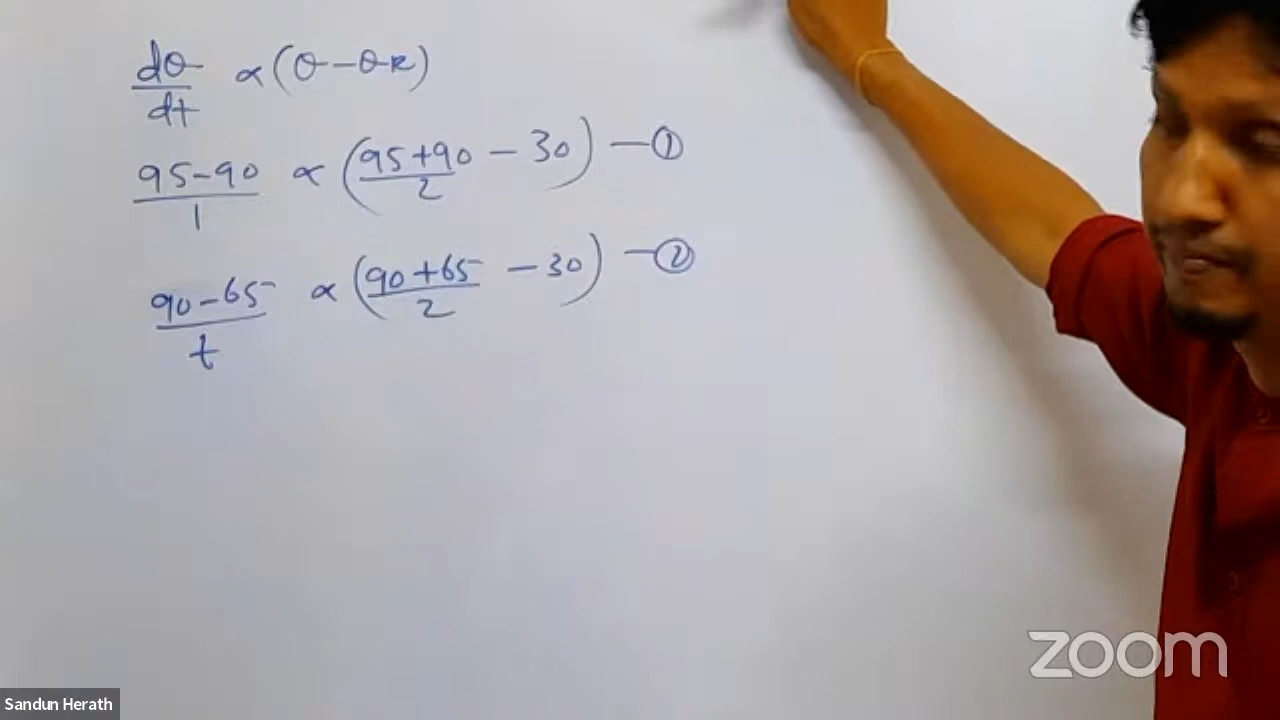 dθ/dt ∝ (θ – θR)
95-90/1 ∝ (95+90/2 – 30) — ①
90-65/t ∝ (90+65/2 – 30) — ②
zoom
Sandun Herath